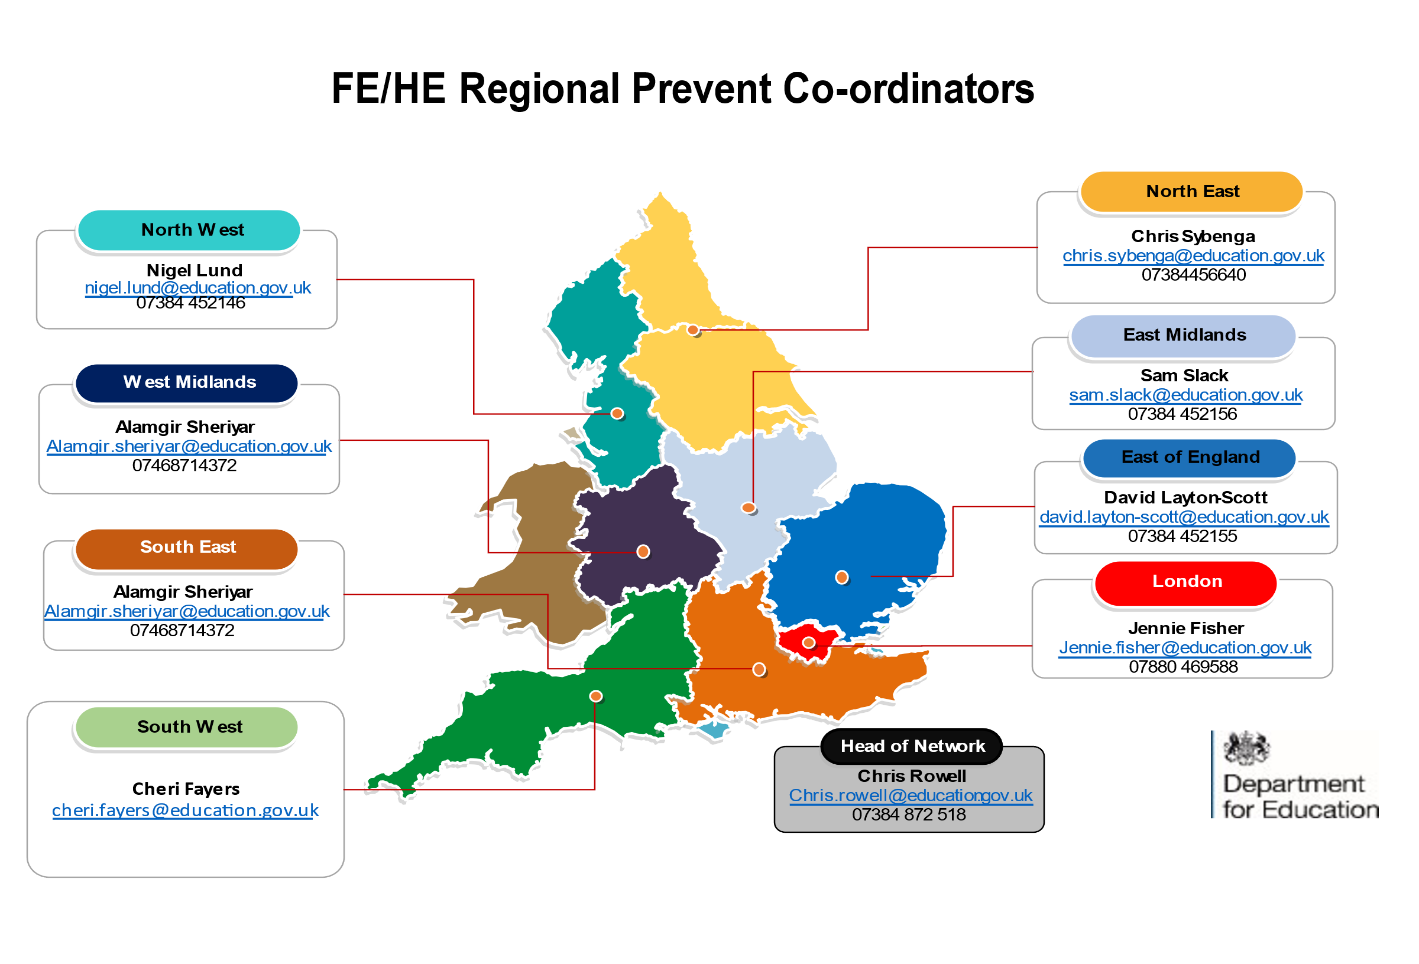 FE/HE Regional Prevent Co-ordinators
North West
Nigel Lund
nigel.lund@education.gov.uk
07384 452146
West Midlands
Alamgir Sheriyar
Alamgir.sheriyar@education.gov.uk
07468714372
South East
Alamgir Sheriyar
Alamgir.sheriyar@education.gov.uk
07468714372
South West
Cheri Fayers
cheri.fayers@education.gov.uk
North East
Chris Sybenga
chris.sybenga@education.gov.uk
07384456640
East Midlands
Sam Slack
sam.slack@education.gov.uk
07384 452156
East of England
David Layton-Scott
david.layton-scott@education.gov.uk
07384 452155
London
Jennie Fisher
Jennie.fisher@education.gov.uk
07880 469588
Head of Network
Chris Rowell
Chris.rowell@education.gov.uk
07384 872 518
Department
for Education